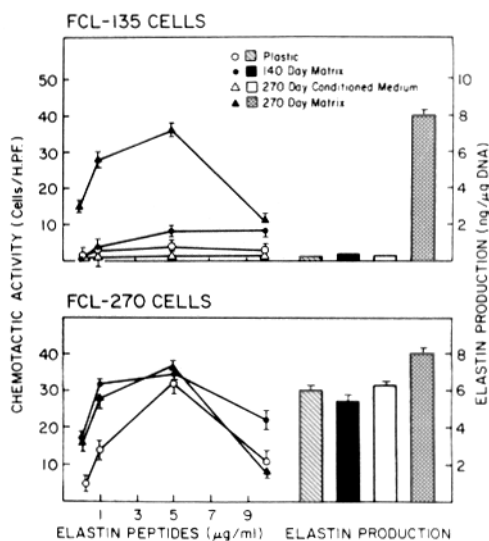 FCL-135 CELLS
Plastic
140 Day Matrix
270 Day Conditioned Medium
270 Day Matrix
50
40
30
20
10
10
8
6
4
2
CHEMOTACTIC ACTIVITY (Cells/H.P.F.)
ELASTIN PRODUCTION (ng/μg DNA)
FCL-270 CELLS
40
30
20
10
8
6
4
2
1 3 5 7 9
ELASTIN PEPTIDES (μg/ml) ELASTIN PRODUCTION